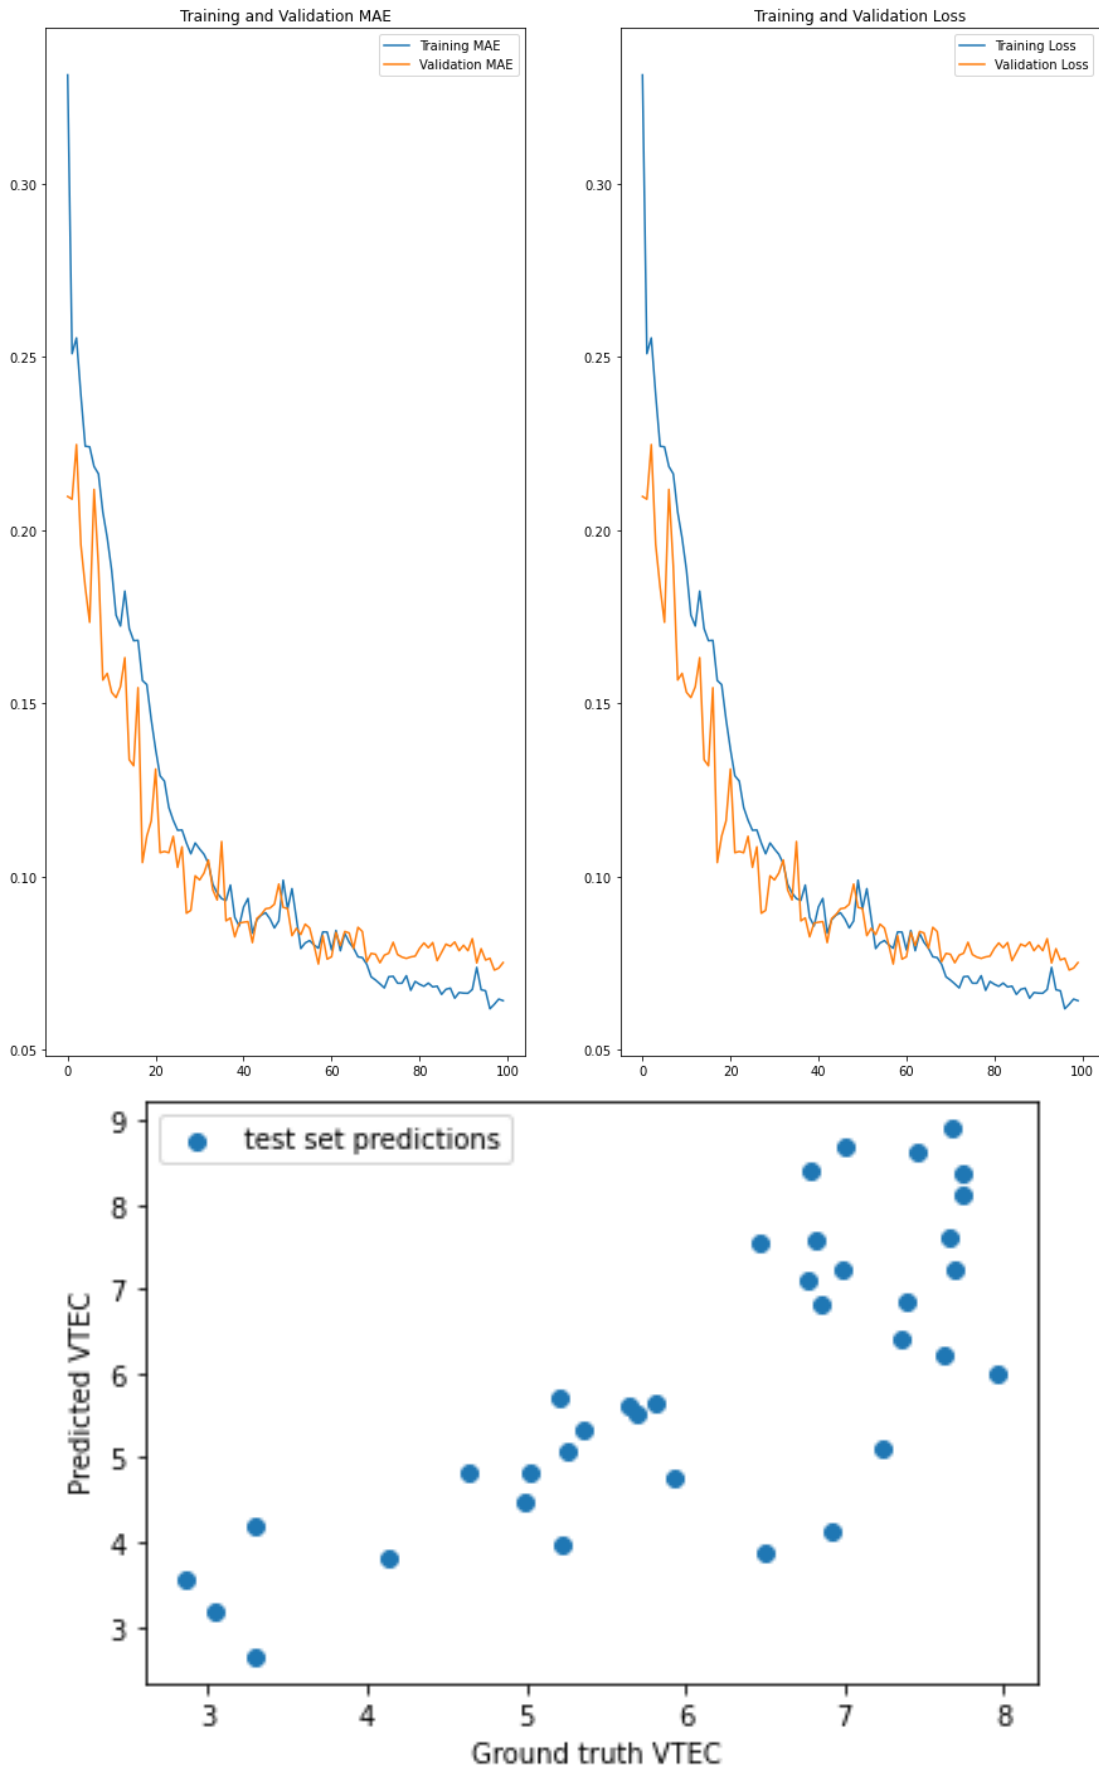 Training and Validation MAE
Training MAE
Validation MAE
0.30
0.25
0.20
0.15
0.10
0.05
0 20 40 60 80 100
Training and Validation Loss
Training Loss
Validation Loss
0.30
0.25
0.20
0.15
0.10
0.05
0 20 40 60 80 100
test set predictions
Predicted VTEC
9
8
7
6
5
4
3
3 4 5 6 7 8
Ground truth VTEC